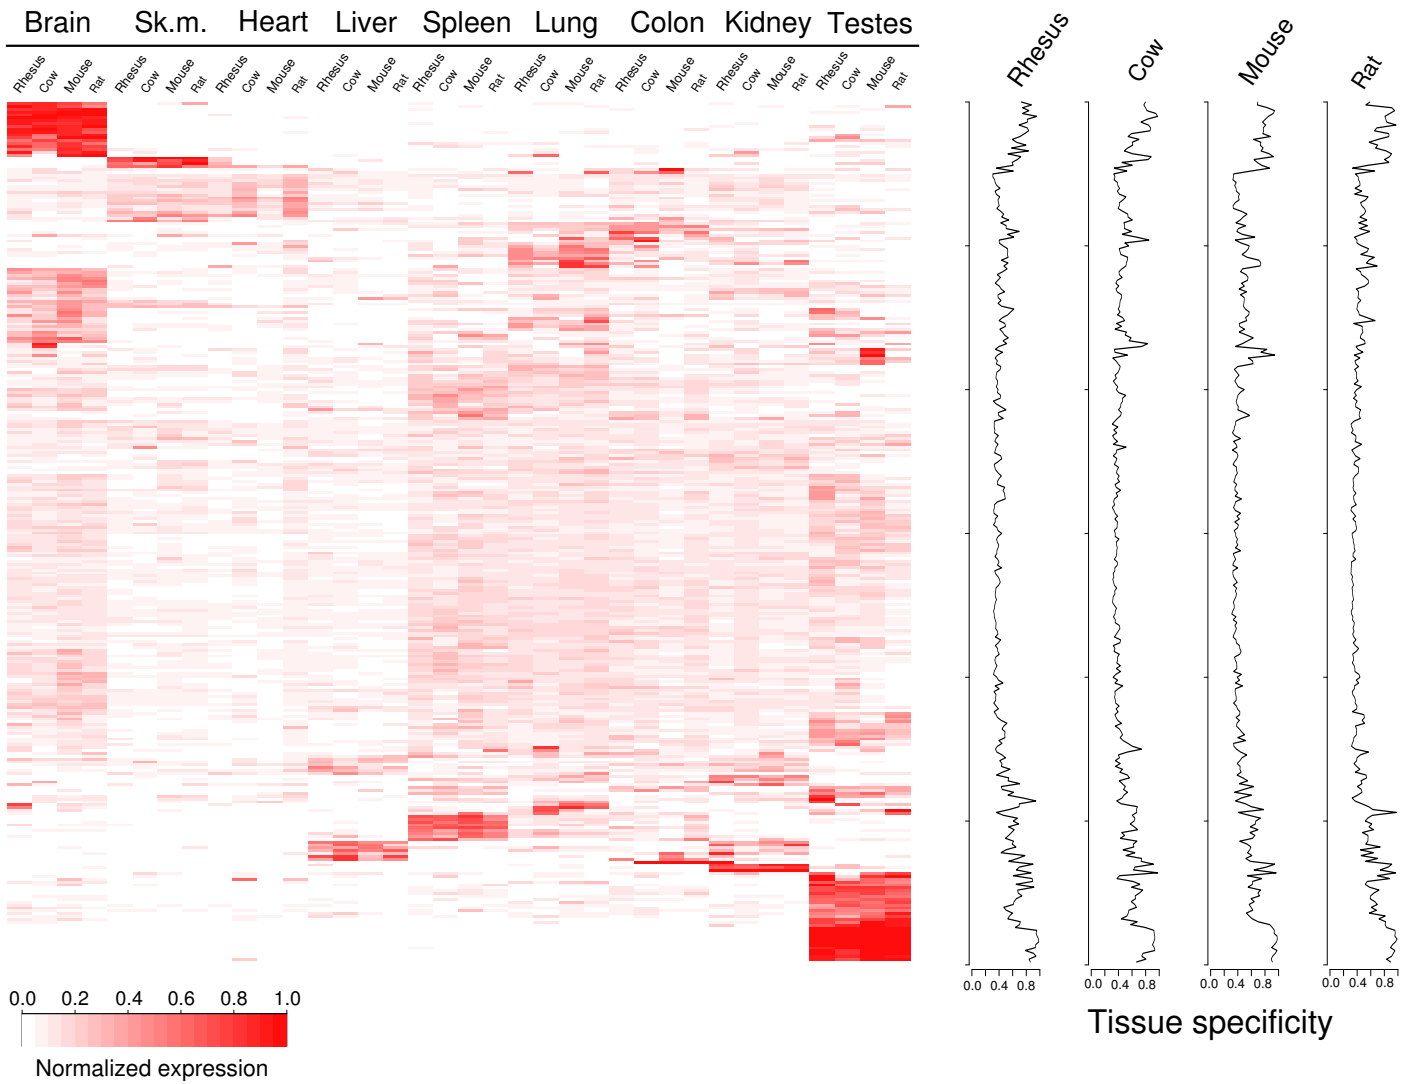 Brain Sk.m. Heart Liver Spleen Lung Colon Kidney Testes
Rhesus Cow Mouse Rat Rhesus Cow Mouse Rat Rhesus Cow Mouse Rat Rhesus Cow Mouse Rat Rhesus Cow Mouse Rat Rhesus Cow Mouse Rat Rhesus Cow Mouse Rat Rhesus Cow Mouse Rat Rhesus Cow Mouse Rat
Rhesus Cow Mouse Rat
0.0 0.4 0.8 0.0 0.4 0.8 0.0 0.4 0.8 0.0 0.4 0.8
Tissue specificity
0.0 0.2 0.4 0.6 0.8 1.0
Normalized expression